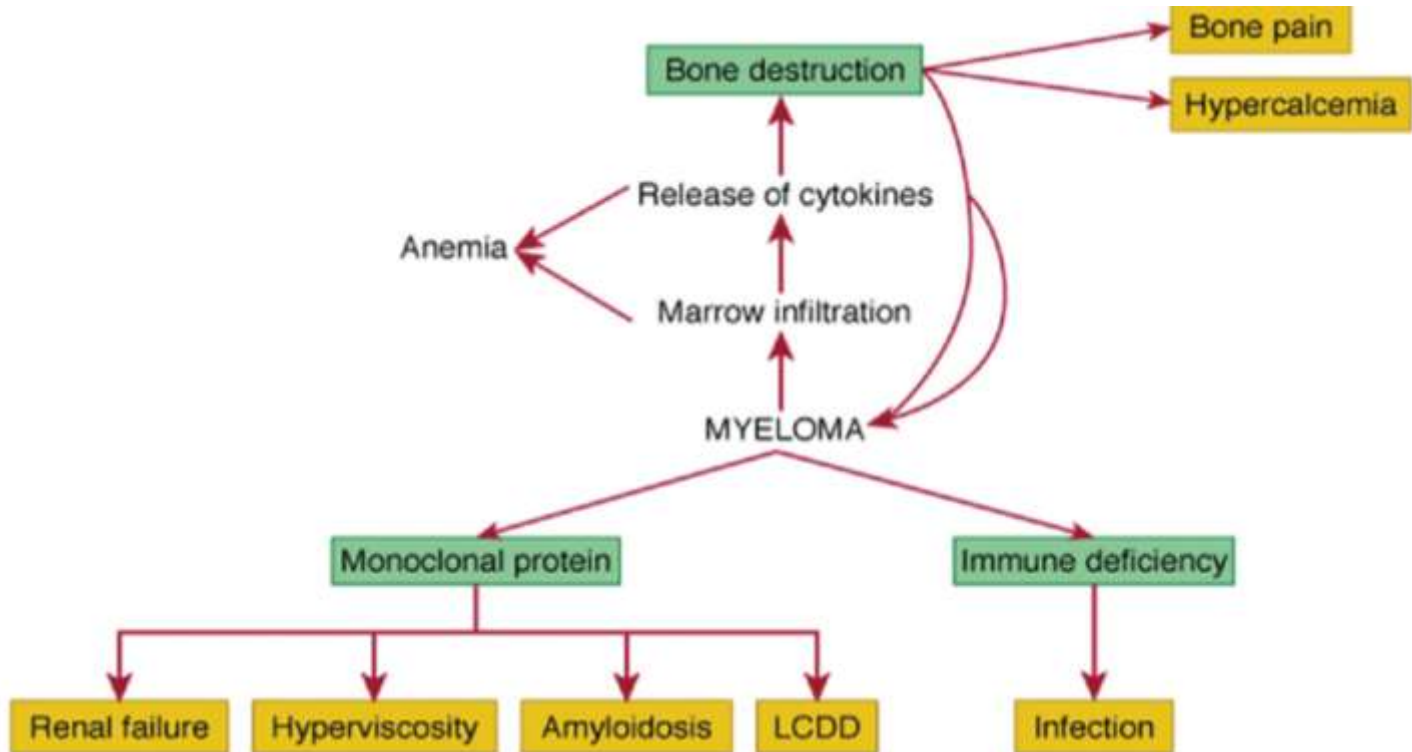 Bone pain
Bone destruction
Hypercalcemia
Release of cytokines
Anemia
Marrow infiltration
MYELOMA
Monoclonal protein
Immune deficiency
Renal failure
Hyperviscosity
Amyloidosis
LCDD
Infection